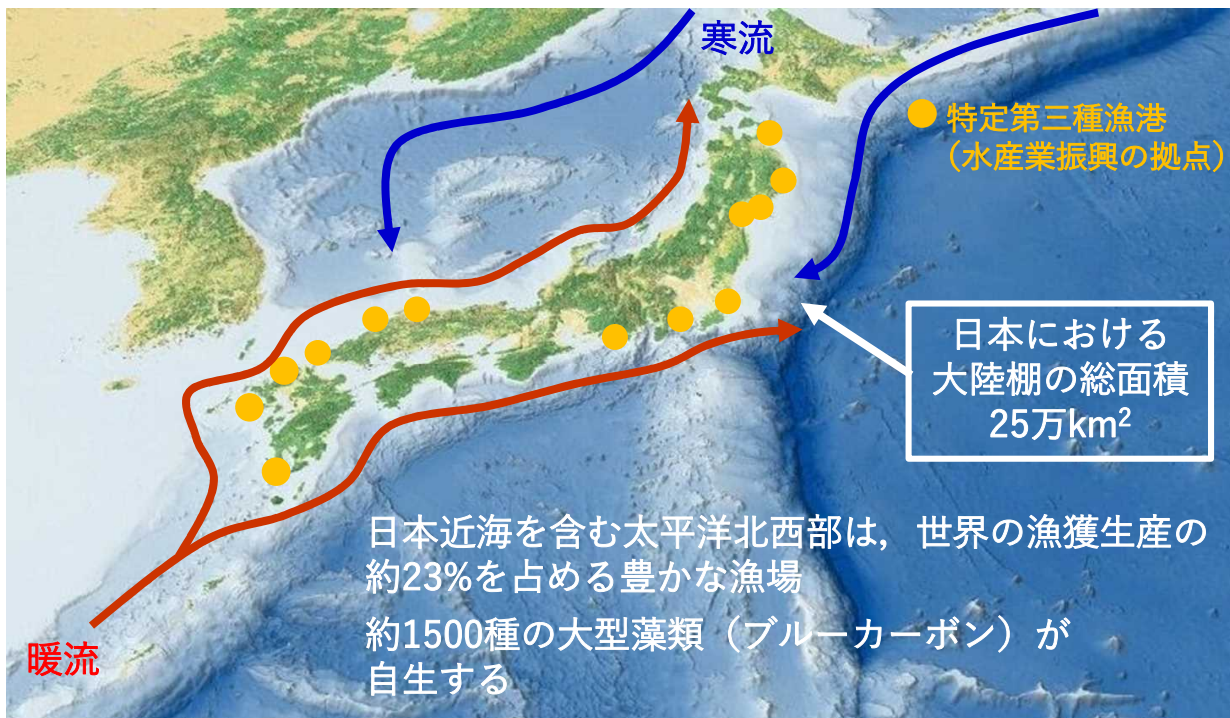 寒流
特定第三種漁港
(水産業振興の拠点)
日本における
大陸棚の総面積
25万km²
日本近海を含む太平洋北西部は，世界の漁獲生産の
約23%を占める豊かな漁場
約1500種の大型藻類（ブルーカーボン）が
自生する
暖流